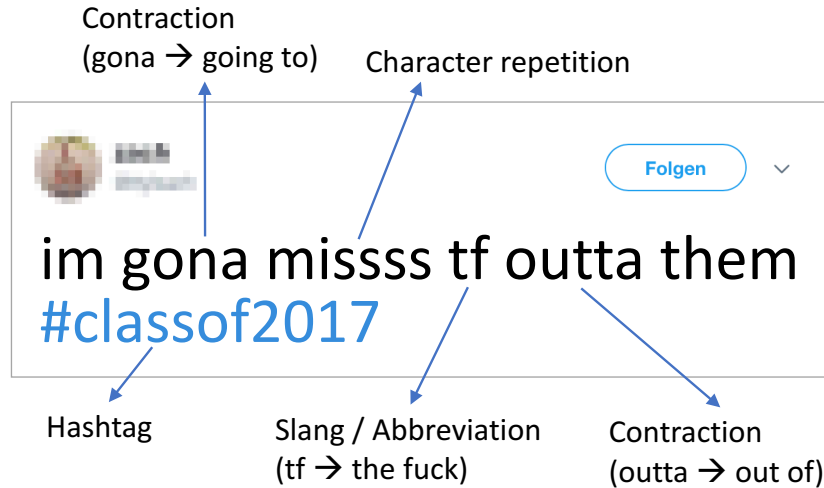 Contraction
(gona → going to)
Character repetition
Folgen
im gona missss tf outta them
#classof2017
Hashtag
Slang / Abbreviation
(tf → the fuck)
Contraction
(outta → out of)